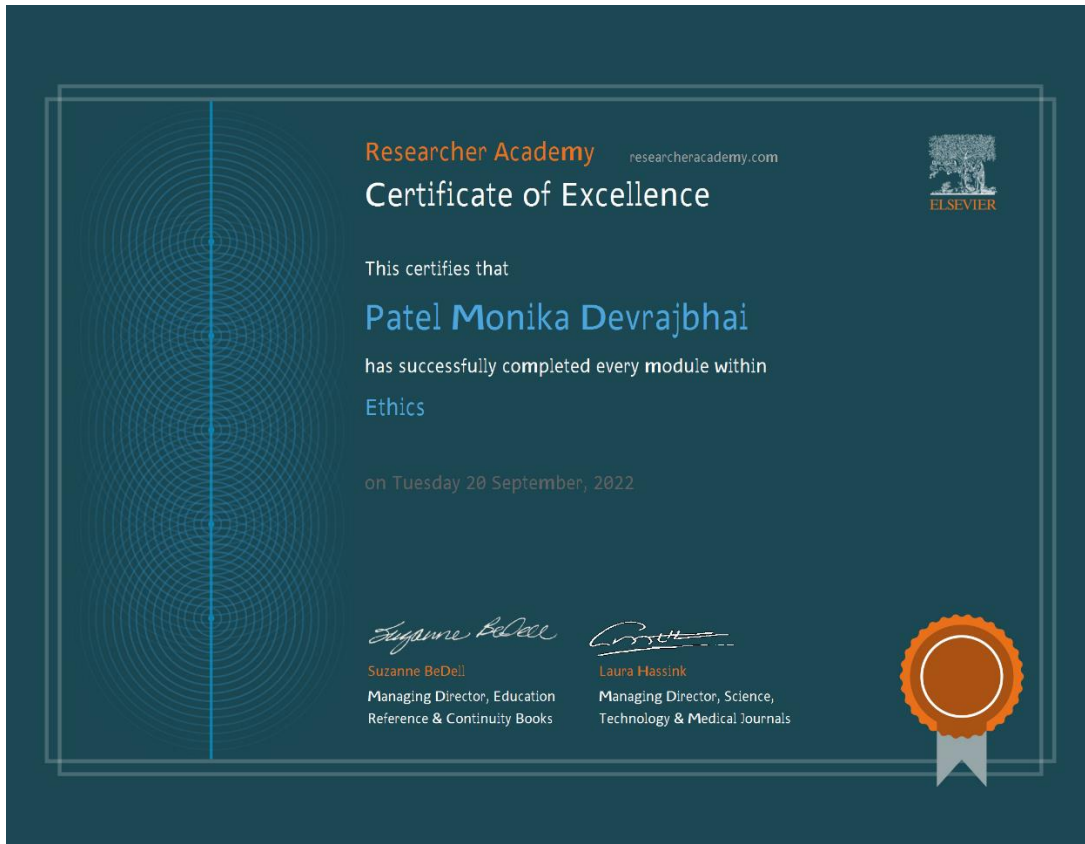 Researcher Academy researcheracademy.com
Certificate of Excellence
ELSEVIER
This certifies that
Patel Monika Devrajbhai
has successfully completed every module within
Ethics
on Tuesday 20 September, 2022
Suzanne BeDell
Suzanne BeDell
Managing Director, Education
Reference & Continuity Books
Laura Hassink
Managing Director, Science,
Technology & Medical Journals